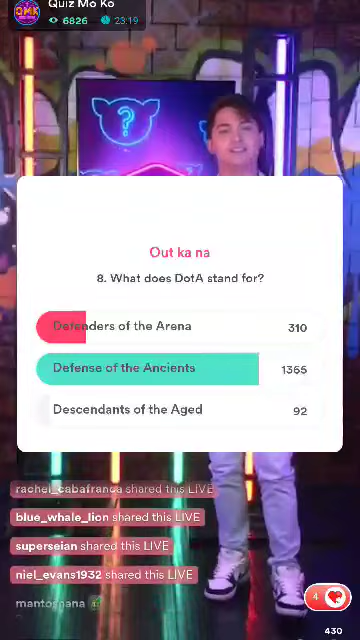 Quiz Mo Ko
QMK
6826 23:19
?
Out ka na
8. What does DotA stand for?
Defenders of the Arena 310
Defense of the Ancients 1365
Descendants of the Aged 92
rachel_cabafranca shared this LIVE
blue_whale_lion shared this LIVE
superseian shared this LIVE
niel_evans1932 shared this LIVE
4
430